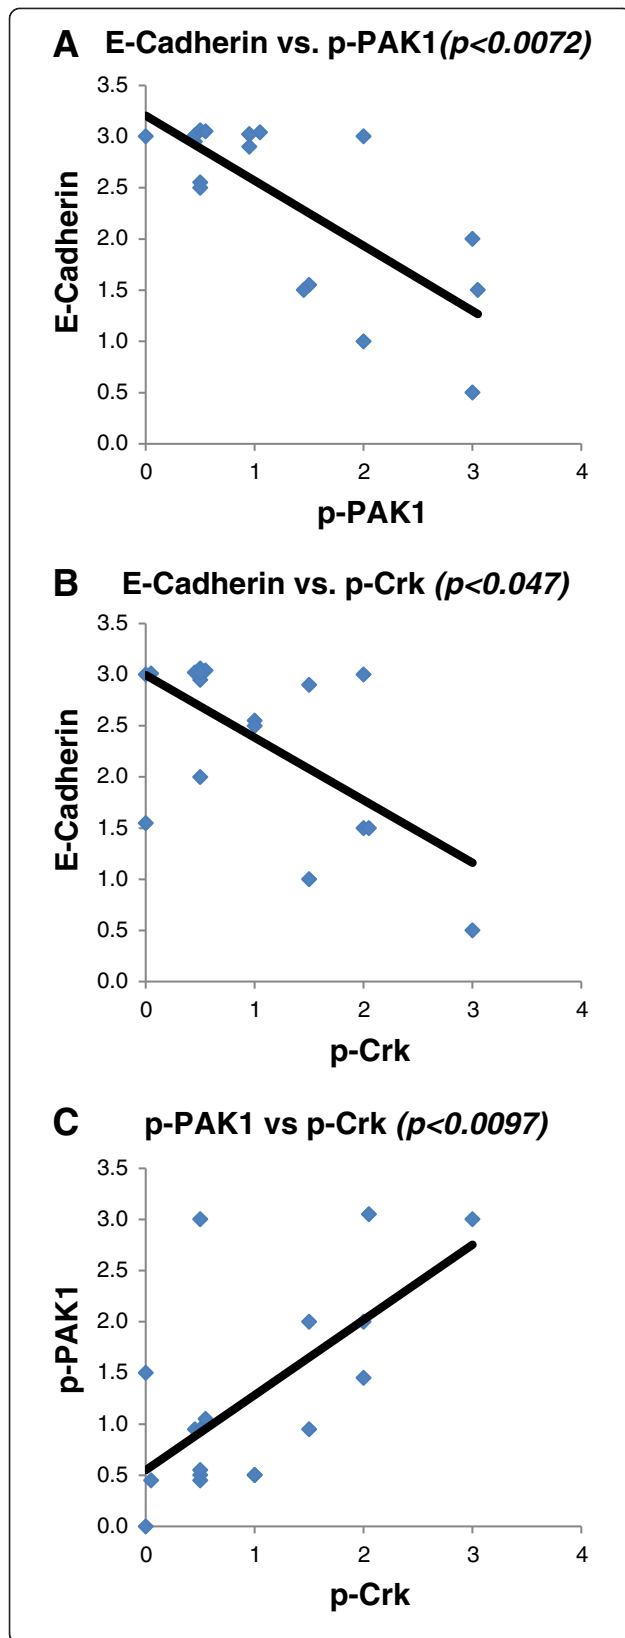 A E-Cadherin vs. p-PAK1(p<0.0072)
3.5
3.0
2.5
2.0
1.5
1.0
0.5
0.0
E-Cadherin
0 1 2 3 4
p-PAK1
B E-Cadherin vs. p-Crk (p<0.047)
3.5
3.0
2.5
2.0
1.5
1.0
0.5
0.0
E-Cadherin
0 1 2 3 4
p-Crk
C p-PAK1 vs p-Crk (p<0.0097)
3.5
3.0
2.5
2.0
1.5
1.0
0.5
0.0
p-PAK1
0 1 2 3 4
p-Crk